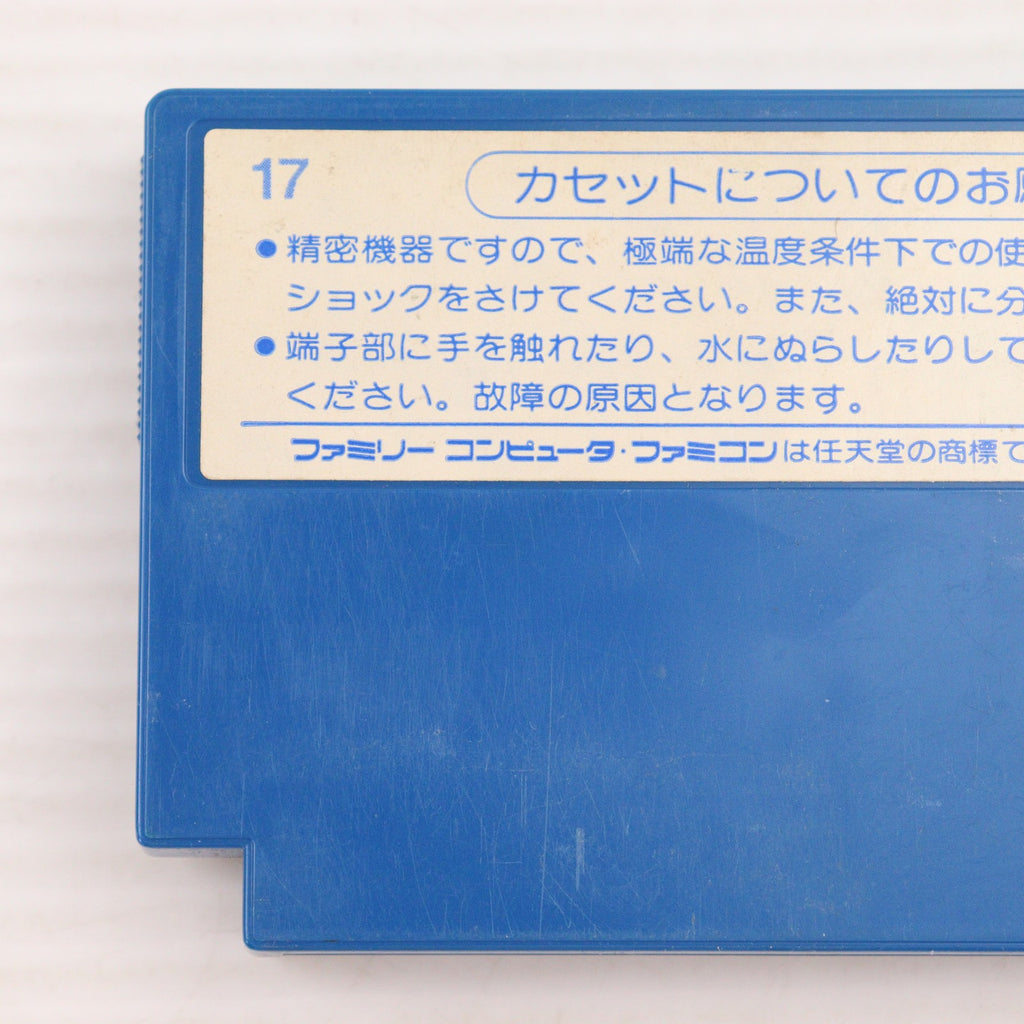 17
カセットについてのお
●精密機器ですので、極端な温度条件下での使
ショックをさけてください。また、絶対に分
●端子部に手を触れたり、水にぬらしたりして
ください。故障の原因となります。
ファミリー コンピュータ・ファミコンは任天堂の商標で